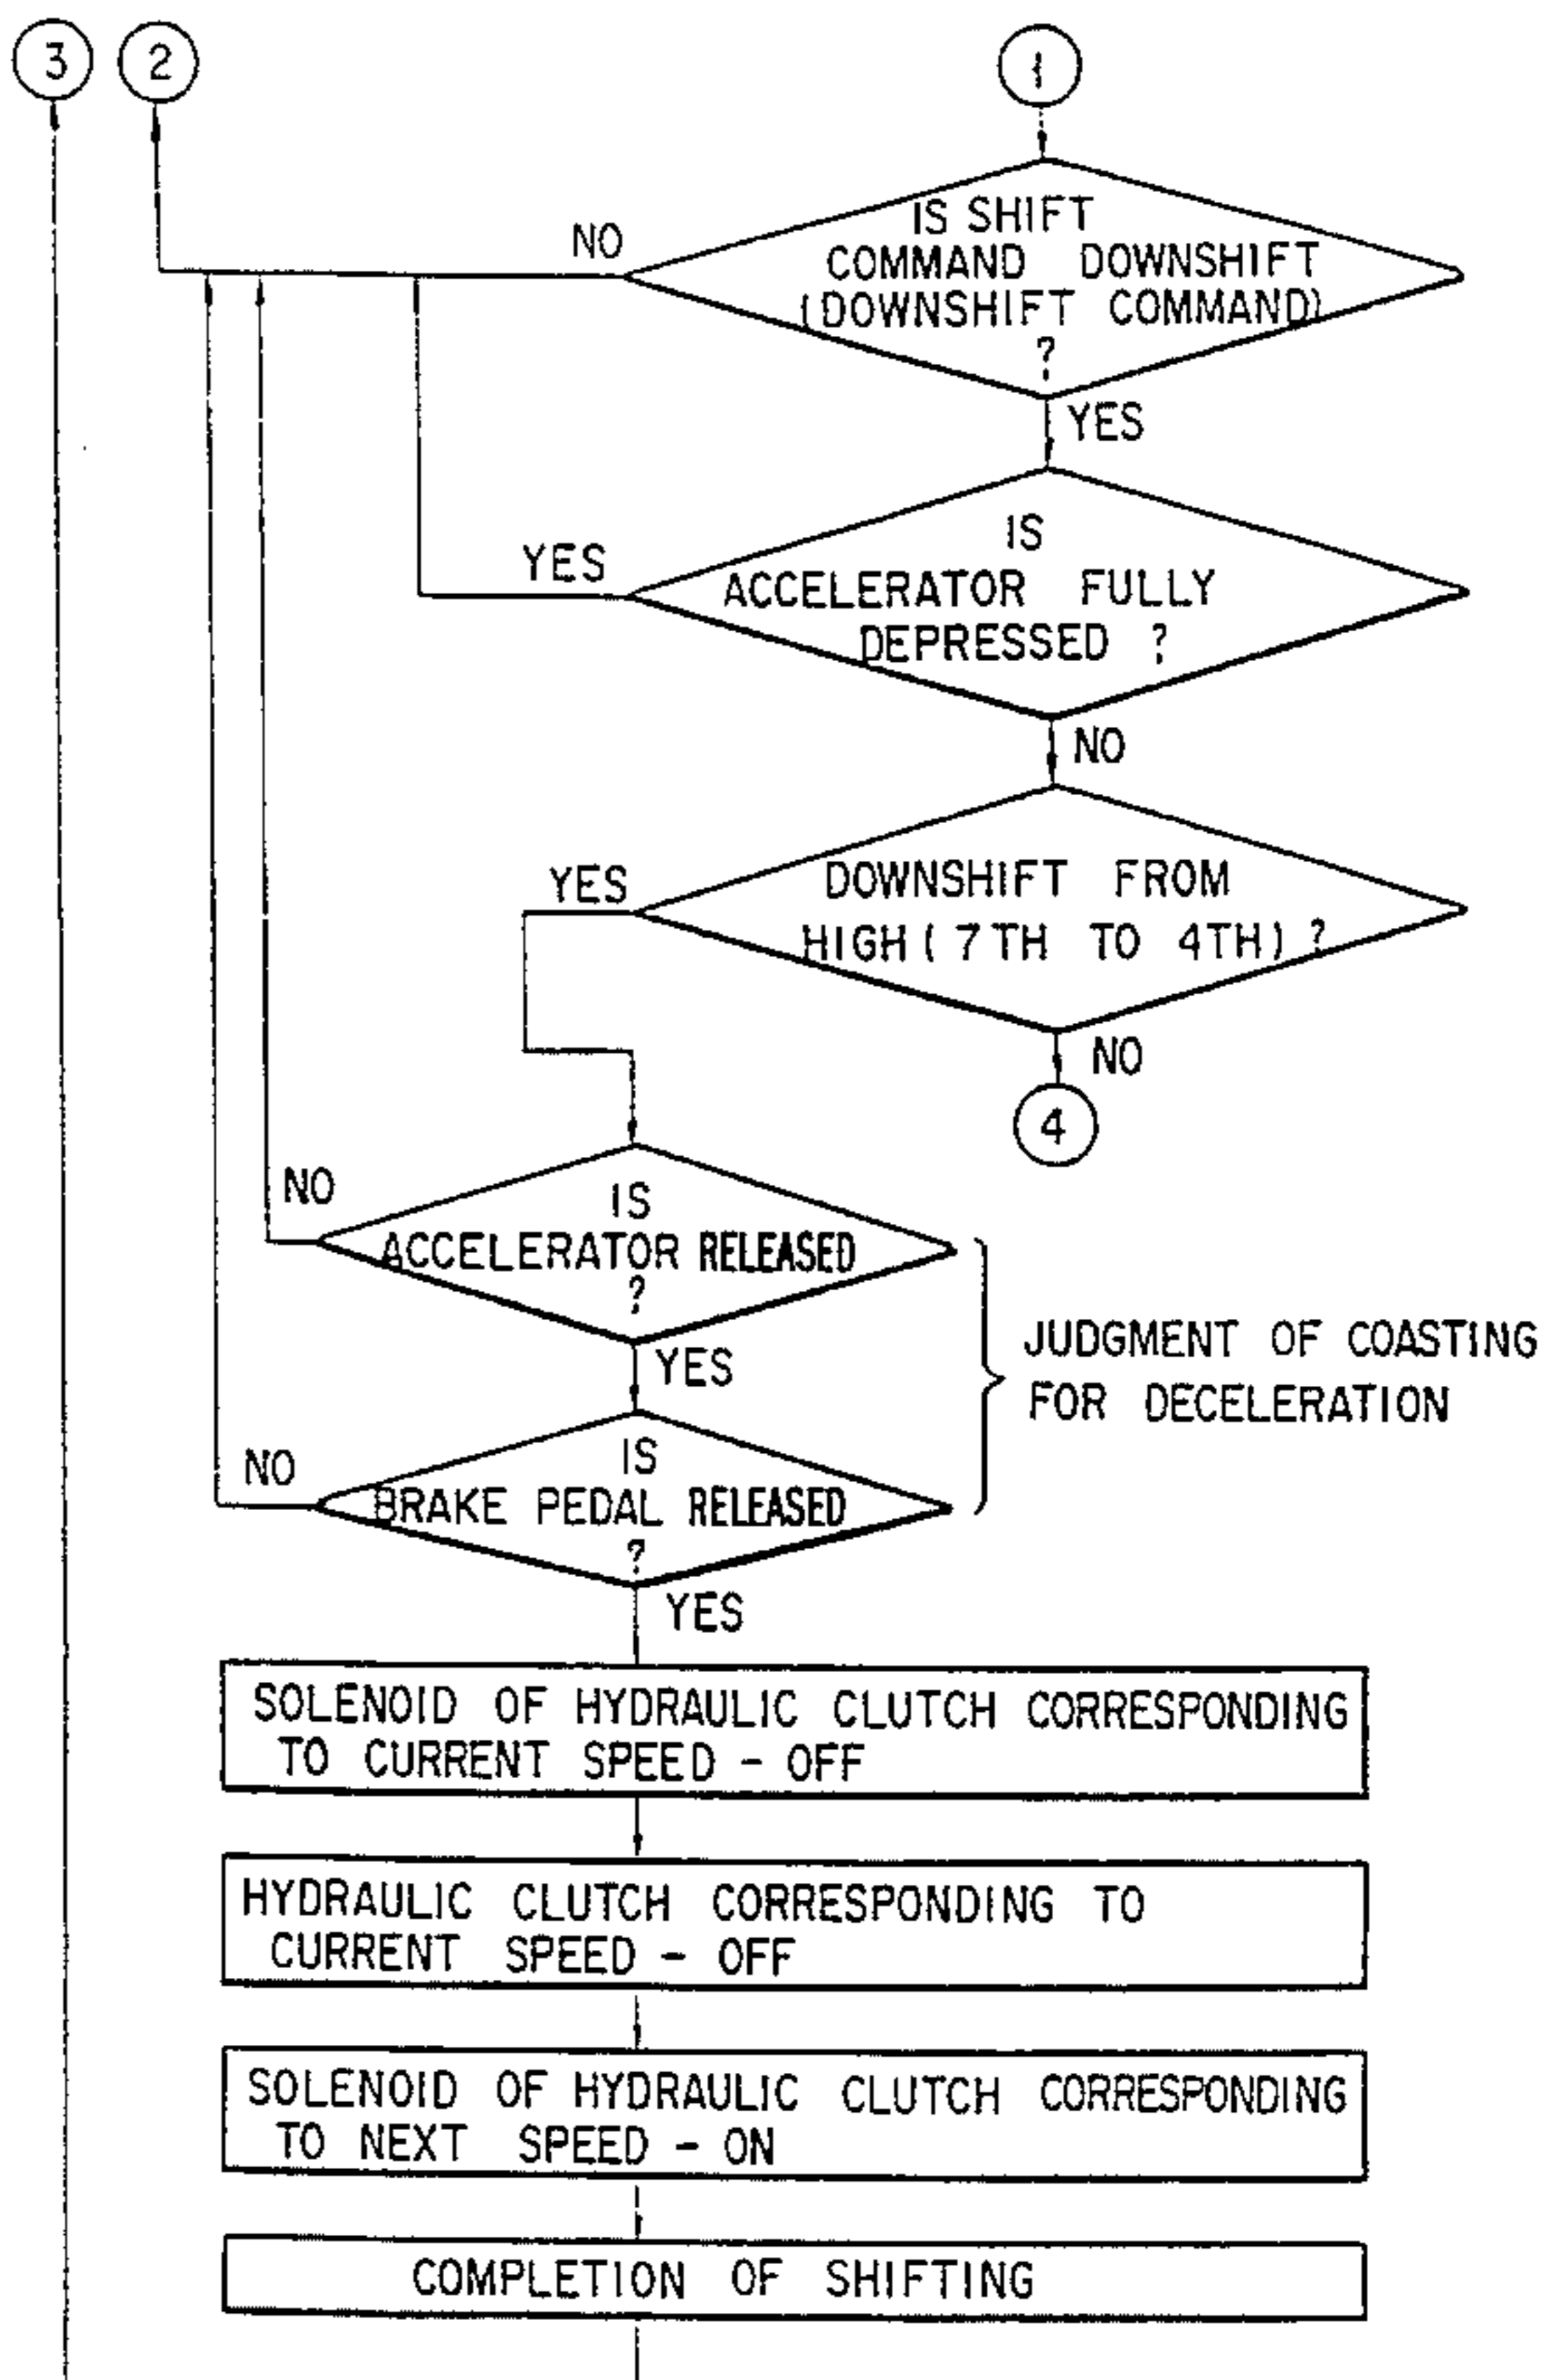 3 2 1
IS SHIFT
COMMAND DOWNSHIFT
(DOWNSHIFT COMMAND)
?
NO
YES
IS
ACCELERATOR FULLY
DEPRESSED ?
YES
NO
DOWNSHIFT FROM
HIGH (7TH TO 4TH) ?
YES
NO
4
IS
ACCELERATOR RELEASED
?
NO
YES
JUDGMENT OF COASTING
FOR DECELERATION
IS
BRAKE PEDAL RELEASED
?
NO
YES
SOLENOID OF HYDRAULIC CLUTCH CORRESPONDING
TO CURRENT SPEED - OFF
HYDRAULIC CLUTCH CORRESPONDING TO
CURRENT SPEED - OFF
SOLENOID OF HYDRAULIC CLUTCH CORRESPONDING
TO NEXT SPEED - ON
COMPLETION OF SHIFTING